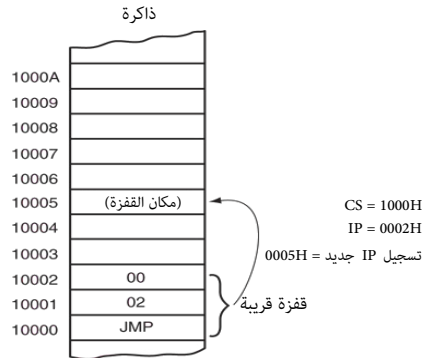 ذاكرة
1000A
10009
10008
10007
10006
10005 (مكان القفزة)
10004
10003
10002 00
10001 02
10000 JMP
قفزة قريبة
CS = 1000H
IP = 0002H
تسجيل IP جديد = 0005H